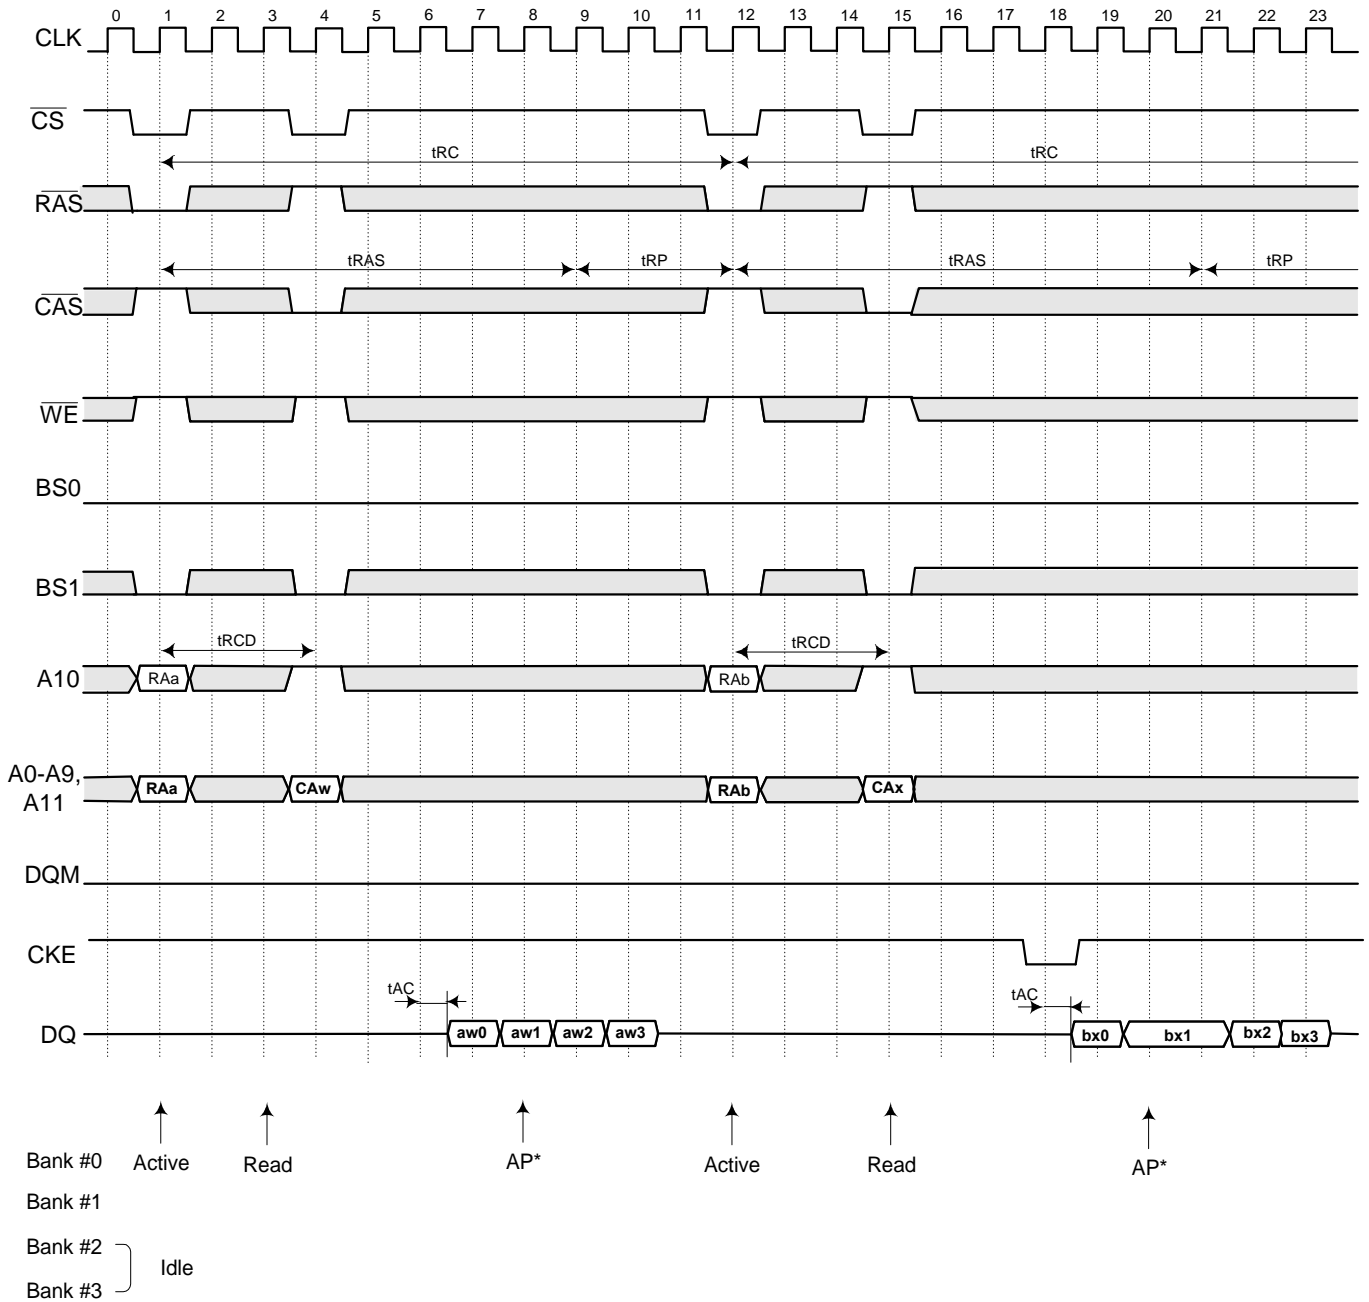 0 1 2 3 4 5 6 7 8 9 10 11 12 13 14 15 16 17 18 19 20 21 22 23
CLK
CS
tRC tRC
RAS
tRAS tRP tRAS tRP
CAS
WE
BS0
BS1
tRCD tRCD
A10 RAa RAb
A0-A9,
A11 RAa CAw RAb CAx
DQM
CKE
tAC tAC
DQ aw0 aw1 aw2 aw3 bx0 bx1 bx2 bx3
Bank #0 Active Read AP* Active Read AP*
Bank #1
Bank #2
Idle
Bank #3